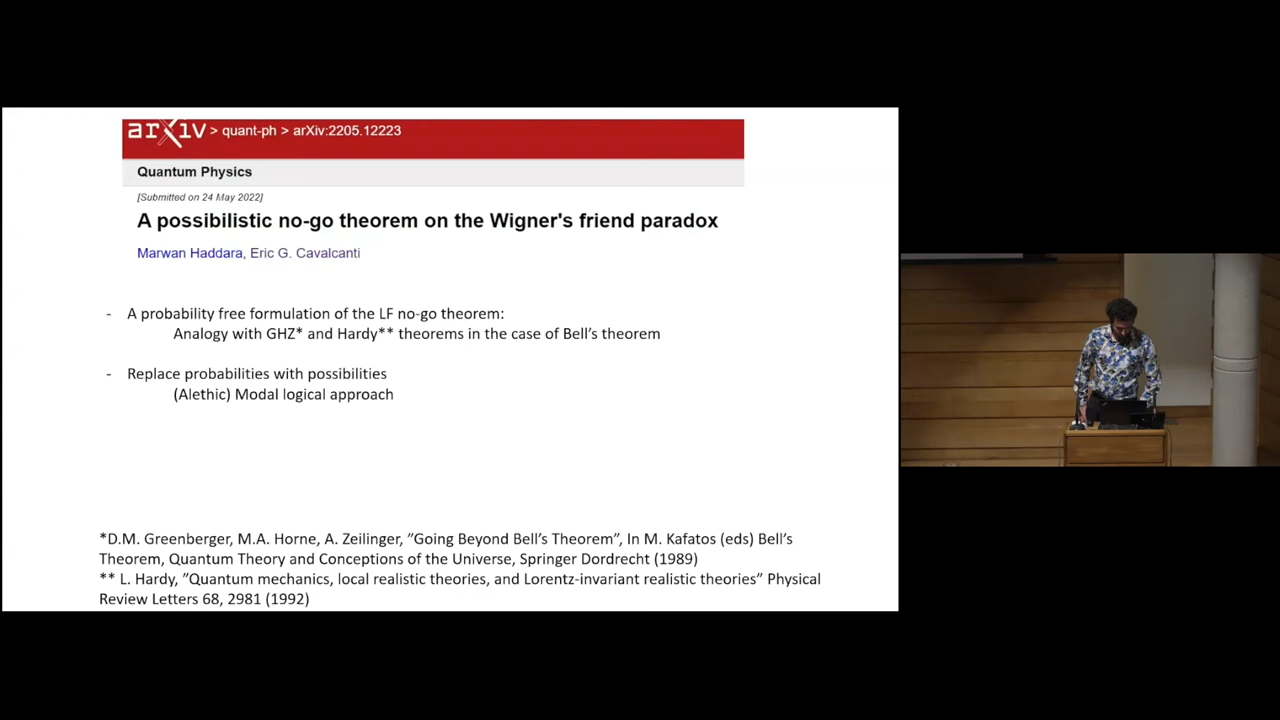 arXiv > quant-ph > arXiv:2205.12223
Quantum Physics
[Submitted on 24 May 2022]
A possibilistic no-go theorem on the Wigner's friend paradox
Marwan Haddara, Eric G. Cavalcanti
- A probability free formulation of the LF no-go theorem:
Analogy with GHZ* and Hardy** theorems in the case of Bell's theorem
- Replace probabilities with possibilities
(Alethic) Modal logical approach
*D.M. Greenberger, M.A. Horne, A. Zeilinger, ”Going Beyond Bell's Theorem”, In M. Kafatos (eds) Bell's
Theorem, Quantum Theory and Conceptions of the Universe, Springer Dordrecht (1989)
** L. Hardy, ”Quantum mechanics, local realistic theories, and Lorentz-invariant realistic theories” Physical
Review Letters 68, 2981 (1992)